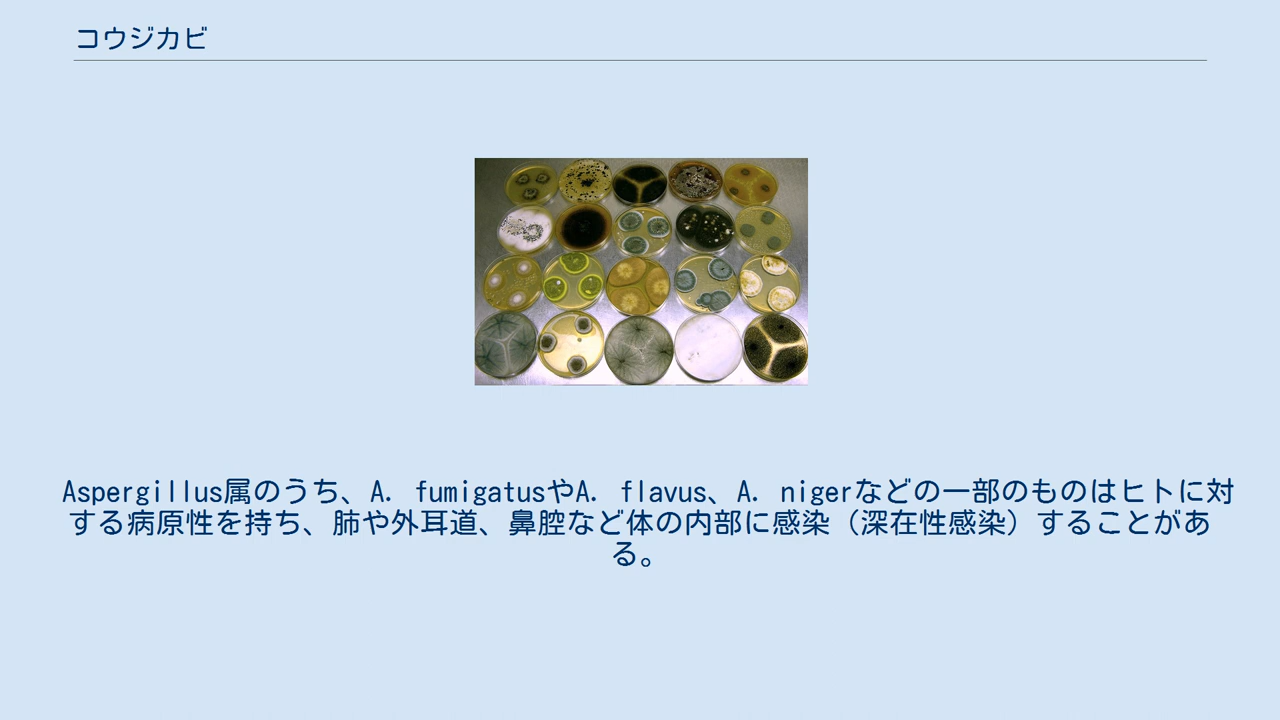 コウジカビ
Aspergillus属のうち、A. fumigatusやA. flavus、A. nigerなどの一部のものはヒトに対
する病原性を持ち、肺や外耳道、鼻腔など体の内部に感染（深在性感染）することがあ
る。